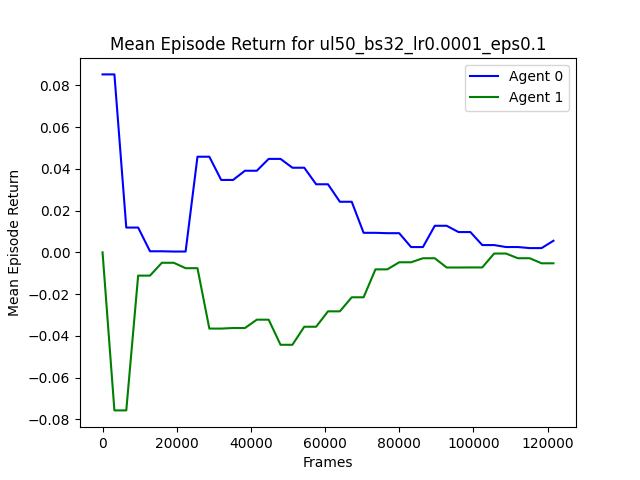 Mean Episode Return for ul50_bs32_lr0.0001_eps0.1
Agent 0
Agent 1
Mean Episode Return
0.08
0.06
0.04
0.02
0.00
−0.02
−0.04
−0.06
−0.08
0 20000 40000 60000 80000 100000 120000
Frames